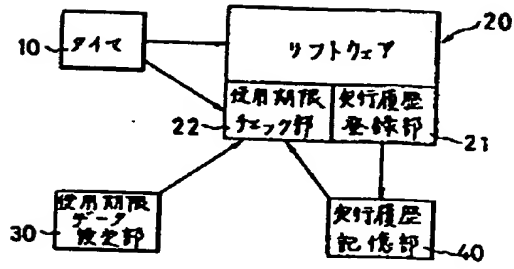 10
タイマ
ソフトウェア
20
使用期限
チェック部
22
実行履歴
登録部
21
使用期限
データ
設定部
30
実行履歴
記憶部
40